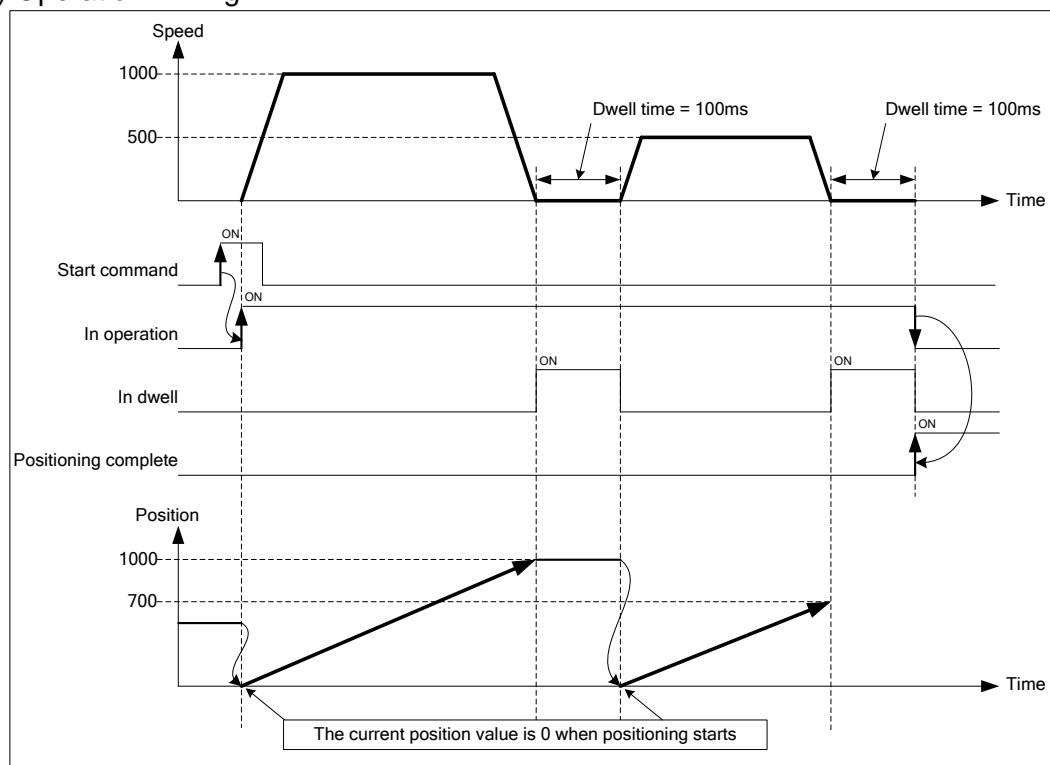 Speed
1000
Dwell time = 100ms
Dwell time = 100ms
500
Time
ON
Start command
ON
In operation
ON
ON
In dwell
ON
Positioning complete
Position
1000
700
Time
The current position value is 0 when positioning starts